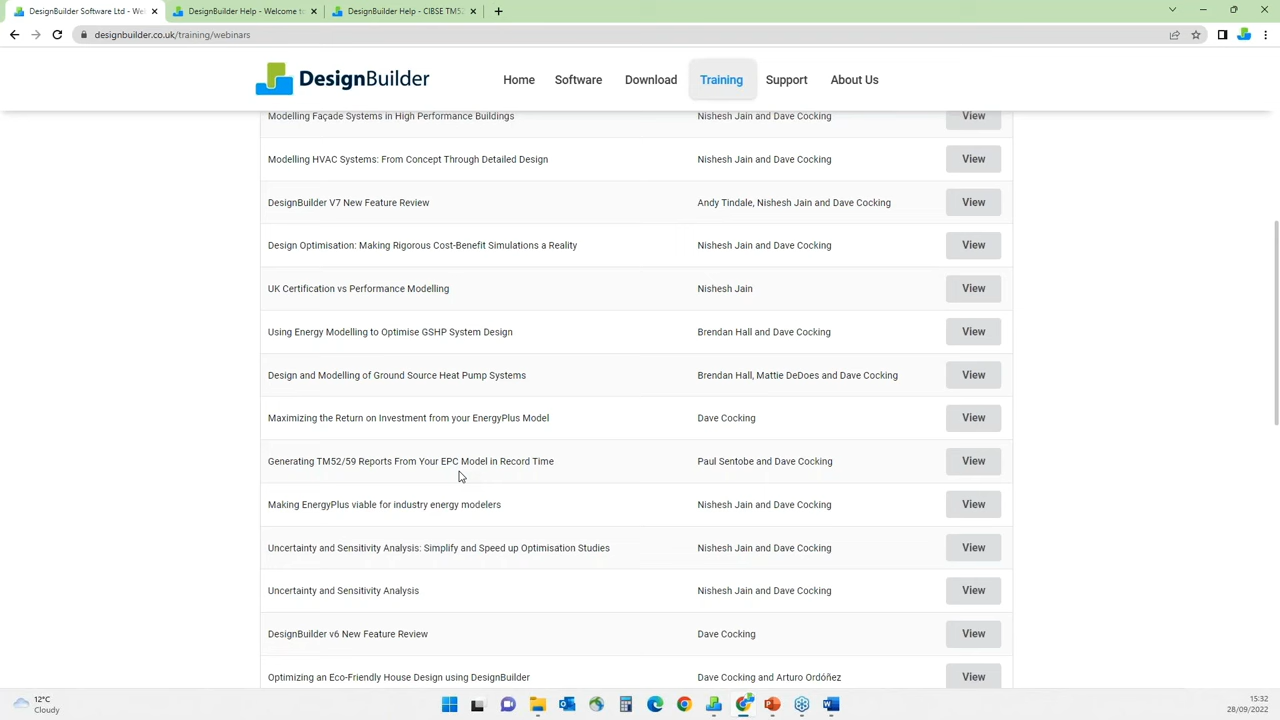 DesignBuilder Software Ltd - Wel
DesignBuilder Help - Welcome to
DesignBuilder Help - CIBSE TM52
designbuilder.co.uk/training/webinars
DesignBuilder
Home
Software
Download
Training
Support
About Us
Modelling Façade Systems in High Performance Buildings Nishesh Jain and Dave Cocking View
Modelling HVAC Systems: From Concept Through Detailed Design Nishesh Jain and Dave Cocking View
DesignBuilder V7 New Feature Review Andy Tindale, Nishesh Jain and Dave Cocking View
Design Optimisation: Making Rigorous Cost-Benefit Simulations a Reality Nishesh Jain and Dave Cocking View
UK Certification vs Performance Modelling Nishesh Jain View
Using Energy Modelling to Optimise GSHP System Design Brendan Hall and Dave Cocking View
Design and Modelling of Ground Source Heat Pump Systems Brendan Hall, Mattie DeDoes and Dave Cocking View
Maximizing the Return on Investment from your EnergyPlus Model Dave Cocking View
Generating TM52/59 Reports From Your EPC Model in Record Time Paul Sentobe and Dave Cocking View
Making EnergyPlus viable for industry energy modelers Nishesh Jain and Dave Cocking View
Uncertainty and Sensitivity Analysis: Simplify and Speed up Optimisation Studies Nishesh Jain and Dave Cocking View
Uncertainty and Sensitivity Analysis Nishesh Jain and Dave Cocking View
DesignBuilder v6 New Feature Review Dave Cocking View
Optimizing an Eco-Friendly House Design using DesignBuilder Dave Cocking and Arturo Ordóñez View
12°C
Cloudy
15:32
28/09/2022